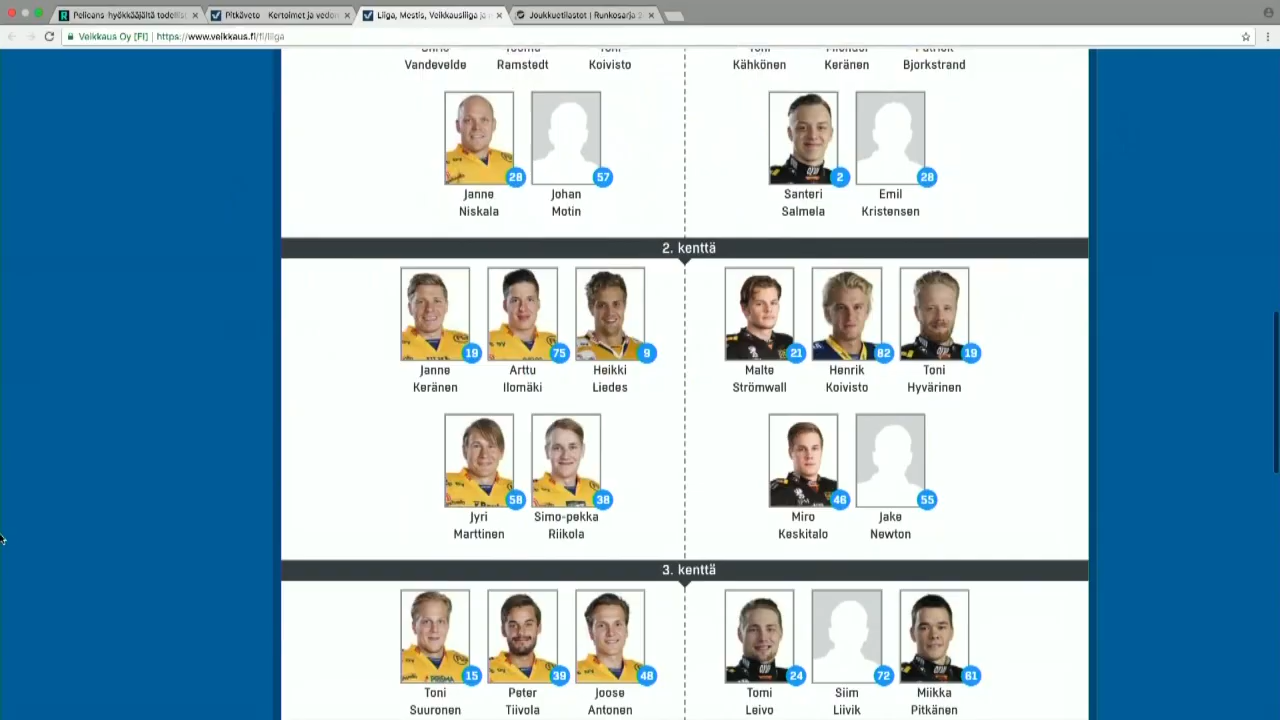 Pelicans-hyökkääjältä todellist
Pitkäveto - Kertoimet ja vedon
Liiga, Mestis, Veikkausliiga ja
Joukkuetilastot | Runkosarja 2
Veikkaus Oy [FI] | https://www.veikkaus.fi/fi/liiga
Vandevelde Ramstedt Koivisto Kähkönen Keränen Bjorkstrand
28 57 2 28
Janne Johan Santeri Emil
Niskala Motin Salmela Kristensen
2. kenttä
19 75 9 21 82 19
Janne Arttu Heikki Malte Henrik Toni
Keränen Ilomäki Liedes Strömwall Koivisto Hyvärinen
58 38 46 55
Jyri Simo-pekka Miro Jake
Marttinen Riikola Keskitalo Newton
3. kenttä
15 39 48 24 72 61
Toni Peter Joose Tomi Siim Miikka
Suuronen Tiivola Antonen Leivo Liivik Pitkänen